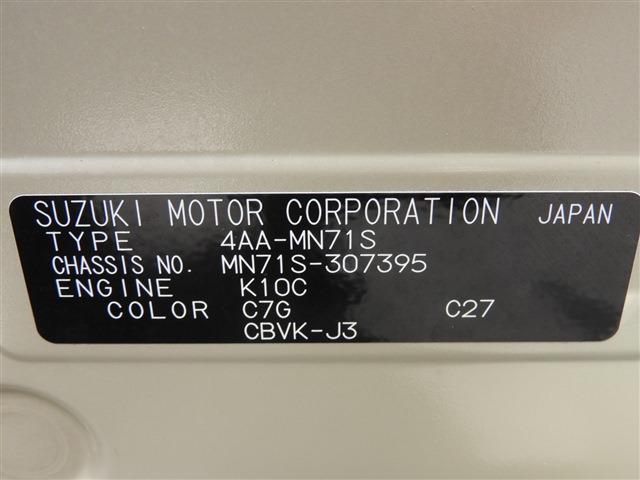 SUZUKI MOTOR CORPORATION JAPAN
TYPE 4AA-MN71S
CHASSIS NO. MN71S-307395
ENGINE K10C
COLOR C7G C27
CBVK-J3